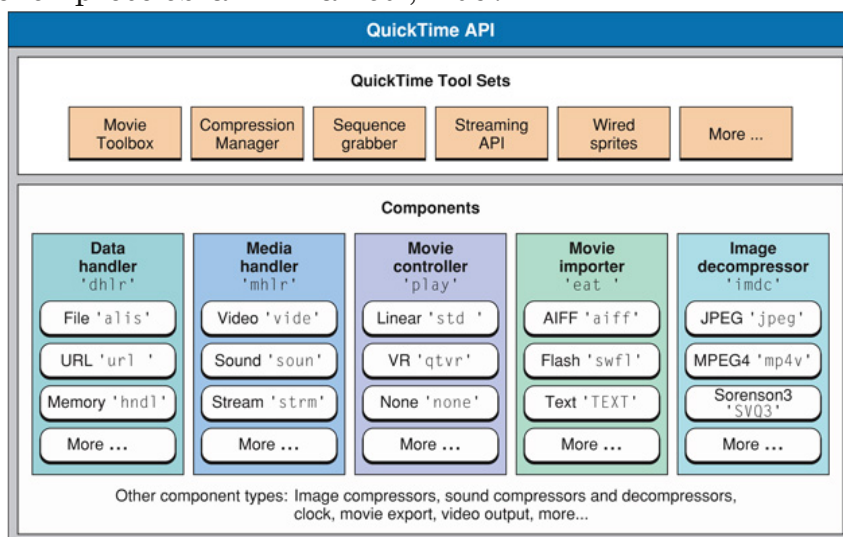 QuickTime API
QuickTime Tool Sets
Movie
Toolbox
Compression
Manager
Sequence
grabber
Streaming
API
Wired
sprites
More ...
Components
Data
handler
'dhlr'
File 'alis'
URL 'url '
Memory 'hndl'
More ...
Media
handler
'mhlr'
Video 'vide'
Sound 'soun'
Stream 'strm'
More ...
Movie
controller
'play'
Linear 'std '
VR 'qtvr'
None 'none'
More ...
Movie
importer
'eat '
AIFF 'aiff'
Flash 'swfl'
Text 'TEXT'
More ...
Image
decompressor
'imdc'
JPEG 'jpeg'
MPEG4 'mp4v'
Sorenson3
'SVQ3'
More ...
Other component types: Image compressors, sound compressors and decompressors,
clock, movie export, video output, more...